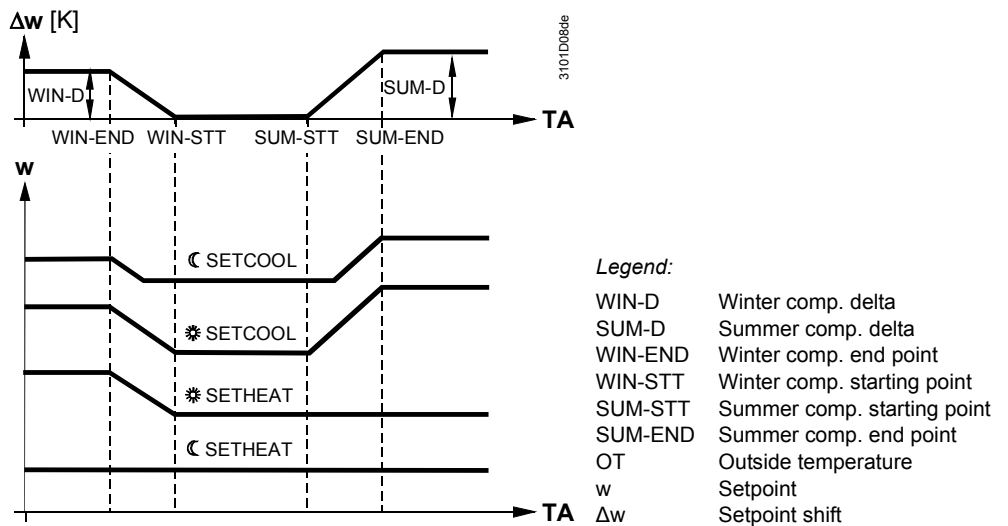 Δw [K]
3101D08de
WIN-D
SUM-D
TA
WIN-END WIN-STT SUM-STT SUM-END
w
☾ SETCOOL
☼ SETCOOL
☼ SETHEAT
☾ SETHEAT
TA
Legend:
WIN-D Winter comp. delta
SUM-D Summer comp. delta
WIN-END Winter comp. end point
WIN-STT Winter comp. starting point
SUM-STT Summer comp. starting point
SUM-END Summer comp. end point
OT Outside temperature
w Setpoint
Δw Setpoint shift